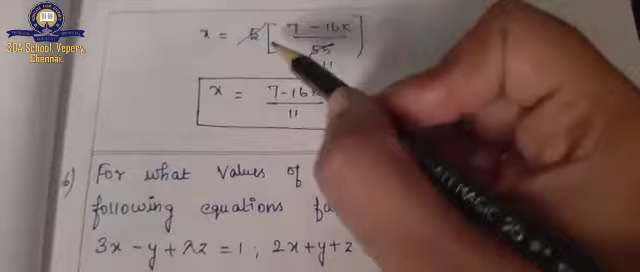 SDA School, Vepery,
Chennai.
x = 5 [ 7 - 16k / 55 ]
11
x = 7 - 16k / 11
6) For what values of
following equations
3x - y + λz = 1 ; 2x + y + z